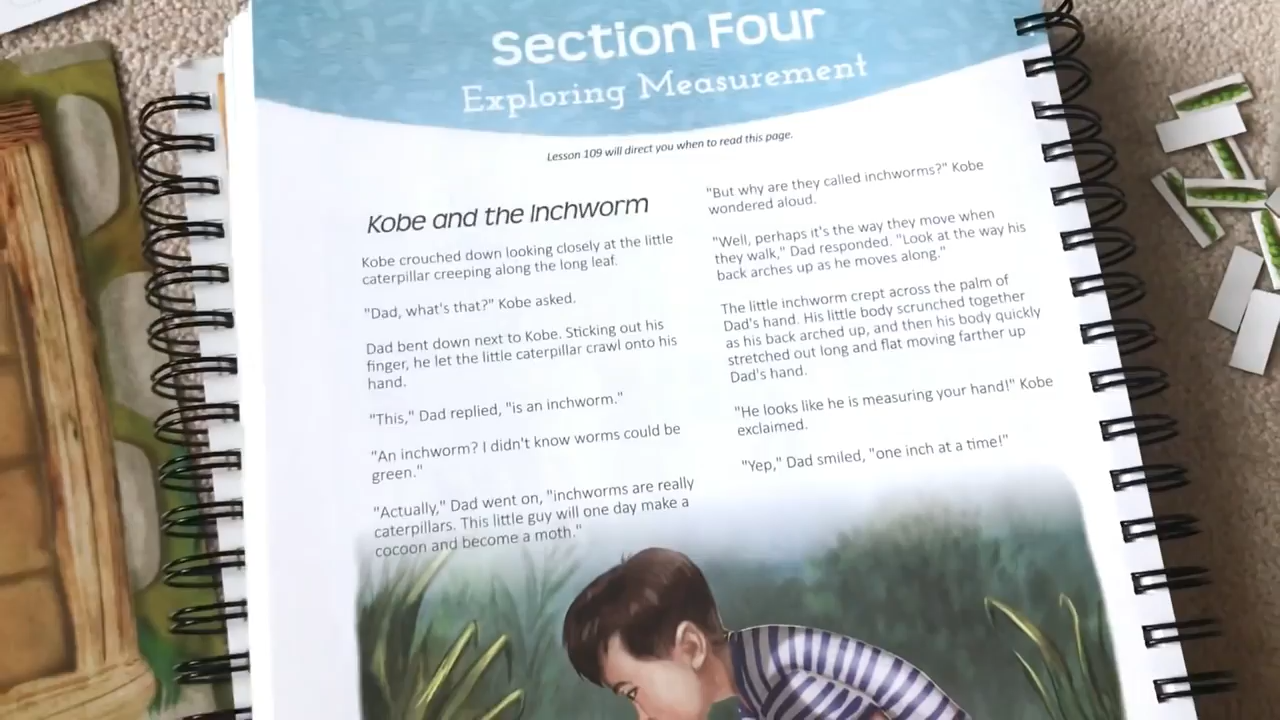 Section Four
Exploring Measurement
Lesson 109 will direct you when to read this page.
Kobe and the Inchworm
Kobe crouched down looking closely at the little
caterpillar creeping along the long leaf.
"Dad, what's that?" Kobe asked.
Dad bent down next to Kobe. Sticking out his
finger, he let the little caterpillar crawl onto his
hand.
"This," Dad replied, "is an inchworm."
"An inchworm? I didn't know worms could be
green."
"Actually," Dad went on, "inchworms are really
caterpillars. This little guy will one day make a
cocoon and become a moth."
"But why are they called inchworms?" Kobe
wondered aloud.
"Well, perhaps it's the way they move when
they walk," Dad responded. "Look at the way his
back arches up as he moves along."
The little inchworm crept across the palm of
Dad's hand. His little body scrunched together
as his back arched up, and then his body quickly
stretched out long and flat moving farther up
Dad's hand.
"He looks like he is measuring your hand!" Kobe
exclaimed.
"Yep," Dad smiled, "one inch at a time!"